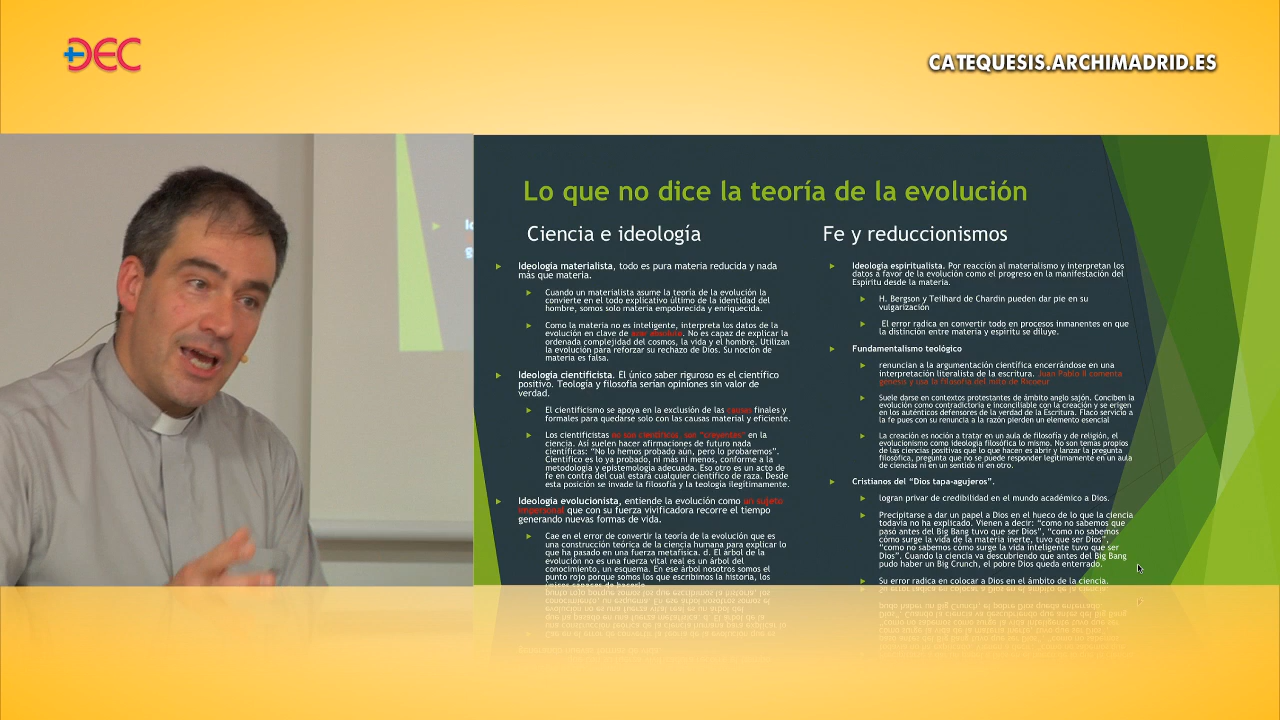 DEC
CATEQUESIS.ARCHIMADRID.ES
Lo que no dice la teoría de la evolución
Ciencia e ideología
Ideología materialista, todo es pura materia reducida y nada
más que materia.
Cuando un materialista asume la teoría de la evolución la
convierte en el todo explicativo último de la identidad del
hombre, somos solo materia empobrecida y enriquecida.
Como la materia no es inteligente, interpreta los datos de la
evolución en clave de azar absoluto. No es capaz de explicar la
ordenada complejidad del cosmos, la vida y el hombre. Utilizan
la evolución para reforzar su rechazo de Dios. Su noción de
materia es falsa.
Ideología cientificista. El único saber riguroso es el científico
positivo. Teología y filosofía serían opiniones sin valor de
verdad.
El cientificismo se apoya en la exclusión de las causas finales y
formales para quedarse solo con las causas material y eficiente.
Los cientificistas no son científicos, son "creyentes" en la
ciencia. Así suelen hacer afirmaciones de futuro nada
científicas: "No lo hemos probado aún, pero lo probaremos".
Científico es lo ya probado, ni más ni menos, conforme a la
metodología y epistemología adecuada. Eso otro es un acto de
fe en contra del cual estará cualquier científico de raza. Desde
esta posición se invade la filosofía y la teología ilegítimamente.
Ideología evolucionista, entiende la evolución como un sujeto
impersonal que con su fuerza vivificadora recorre el tiempo
generando nuevas formas de vida.
Cae en el error de convertir la teoría de la evolución que es
una construcción teórica de la ciencia humana para explicar lo
que ha pasado en una fuerza metafísica. d. El árbol de la
evolución no es una fuerza vital real es un árbol del
conocimiento, un esquema. En ese árbol nosotros somos el
punto rojo porque somos los que escribimos la historia, los
únicos capaces de hacerlo.
Fe y reduccionismos
Ideología espiritualista. Por reacción al materialismo y interpretan los
datos a favor de la evolución como el progreso en la manifestación del
Espíritu desde la materia.
H. Bergson y Teilhard de Chardin pueden dar pie en su
vulgarización
El error radica en convertir todo en procesos inmanentes en que
la distinción entre materia y espíritu se diluye.
Fundamentalismo teológico
renuncian a la argumentación científica encerrándose en una
interpretación literalista de la escritura. Juan Pablo II comenta
génesis y usa la filosofía del mito de Ricoeur
Suele darse en contextos protestantes de ámbito anglo sajón. Conciben la
evolución como contradictoria e inconciliable con la creación y se erigen
en los auténticos defensores de la verdad de la Escritura. Flaco servicio a
la fe pues con su renuncia a la razón pierden un elemento esencial
La creación es noción a tratar en un aula de filosofía y de religión, el
evolucionismo como ideología filosófica lo mismo. No son temas propios
de las ciencias positivas que lo que hacen es abrir y lanzar la pregunta
filosófica, pregunta que no se puede responder legítimamente en un aula
de ciencias ni en un sentido ni en otro.
Cristianos del "Dios tapa-agujeros".
logran privar de credibilidad en el mundo académico a Dios.
Precipitarse a dar un papel a Dios en el hueco de lo que la ciencia
todavía no ha explicado. Vienen a decir: "como no sabemos que
pasó antes del Big Bang tuvo que ser Dios", "como no sabemos
cómo surge la vida de la materia inerte, tuvo que ser Dios",
"como no sabemos cómo surge la vida inteligente tuvo que ser
Dios". Cuando la ciencia va descubriendo que antes del Big Bang
pudo haber un Big Crunch, el pobre Dios queda enterrado.
Su error radica en colocar a Dios en el ámbito de la ciencia.